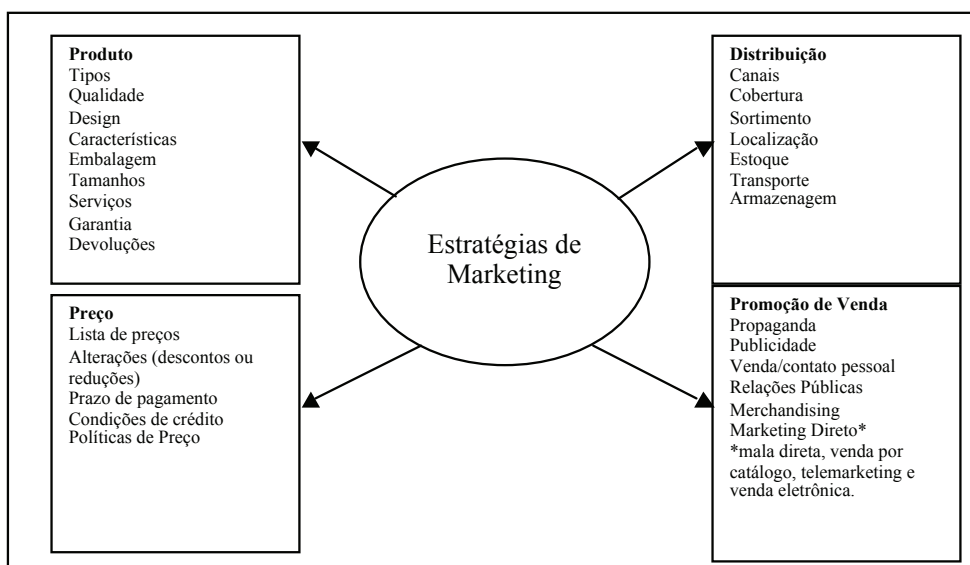 Produto
Tipos
Qualidade
Design
Características
Embalagem
Tamanhos
Serviços
Garantia
Devoluções
Distribuição
Canais
Cobertura
Sortimento
Localização
Estoque
Transporte
Armazenagem
Estratégias de
Marketing
Preço
Lista de preços
Alterações (descontos ou
reduções)
Prazo de pagamento
Condições de crédito
Políticas de Preço
Promoção de Venda
Propaganda
Publicidade
Venda/contato pessoal
Relações Públicas
Merchandising
Marketing Direto*
*mala direta, venda por
catálogo, telemarketing e
venda eletrônica.